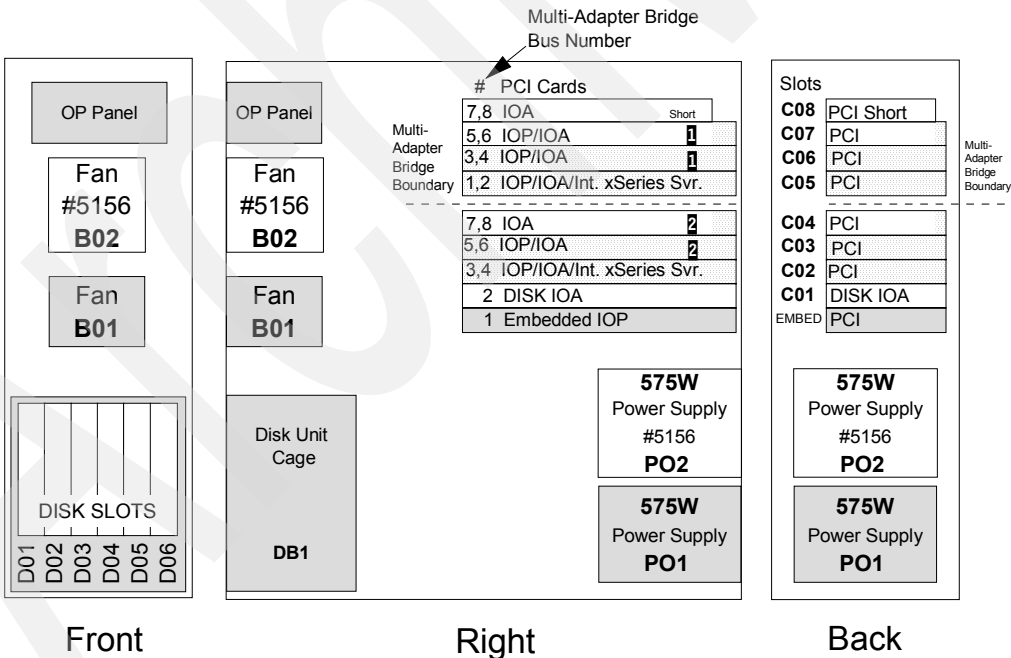 Multi-Adapter Bridge
Bus Number
OP Panel
Fan
#5156
B02
Fan
B01
DISK SLOTS
D01
D02
D03
D04
D05
D06
Front
OP Panel
Fan
#5156
B02
Fan
B01
Disk Unit
Cage
DB1
Multi-
Adapter
Bridge
Boundary
# PCI Cards
7,8 IOA Short
5,6 IOP/IOA 1
3,4 IOP/IOA 1
1,2 IOP/IOA/Int. xSeries Svr.
7,8 IOA 2
5,6 IOP/IOA 2
3,4 IOP/IOA/Int. xSeries Svr.
2 DISK IOA
1 Embedded IOP
575W
Power Supply
#5156
PO2
575W
Power Supply
PO1
Right
Slots
C08 PCI Short
C07 PCI
C06 PCI
C05 PCI
C04 PCI
C03 PCI
C02 PCI
C01 DISK IOA
EMBED PCI
Multi-
Adapter
Bridge
Boundary
575W
Power Supply
#5156
PO2
575W
Power Supply
PO1
Back